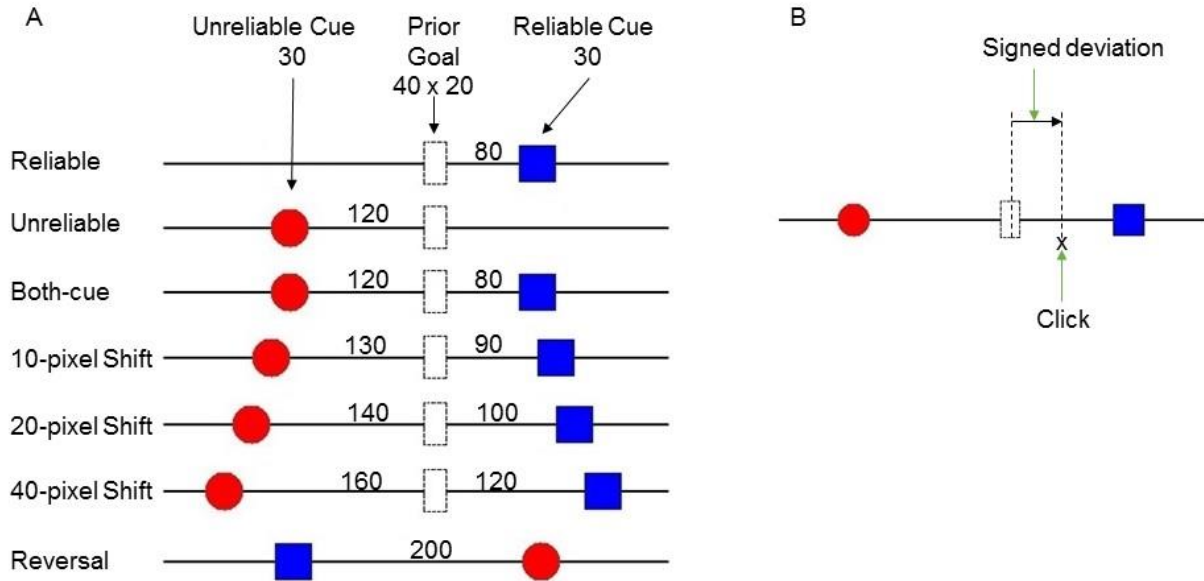 A
Unreliable Cue
30
Prior
Goal
40 x 20
Reliable Cue
30
Reliable
80
Unreliable
120
Both-cue
120
80
10-pixel Shift
130
90
20-pixel Shift
140
100
40-pixel Shift
160
120
Reversal
200
B
Signed deviation
x
Click